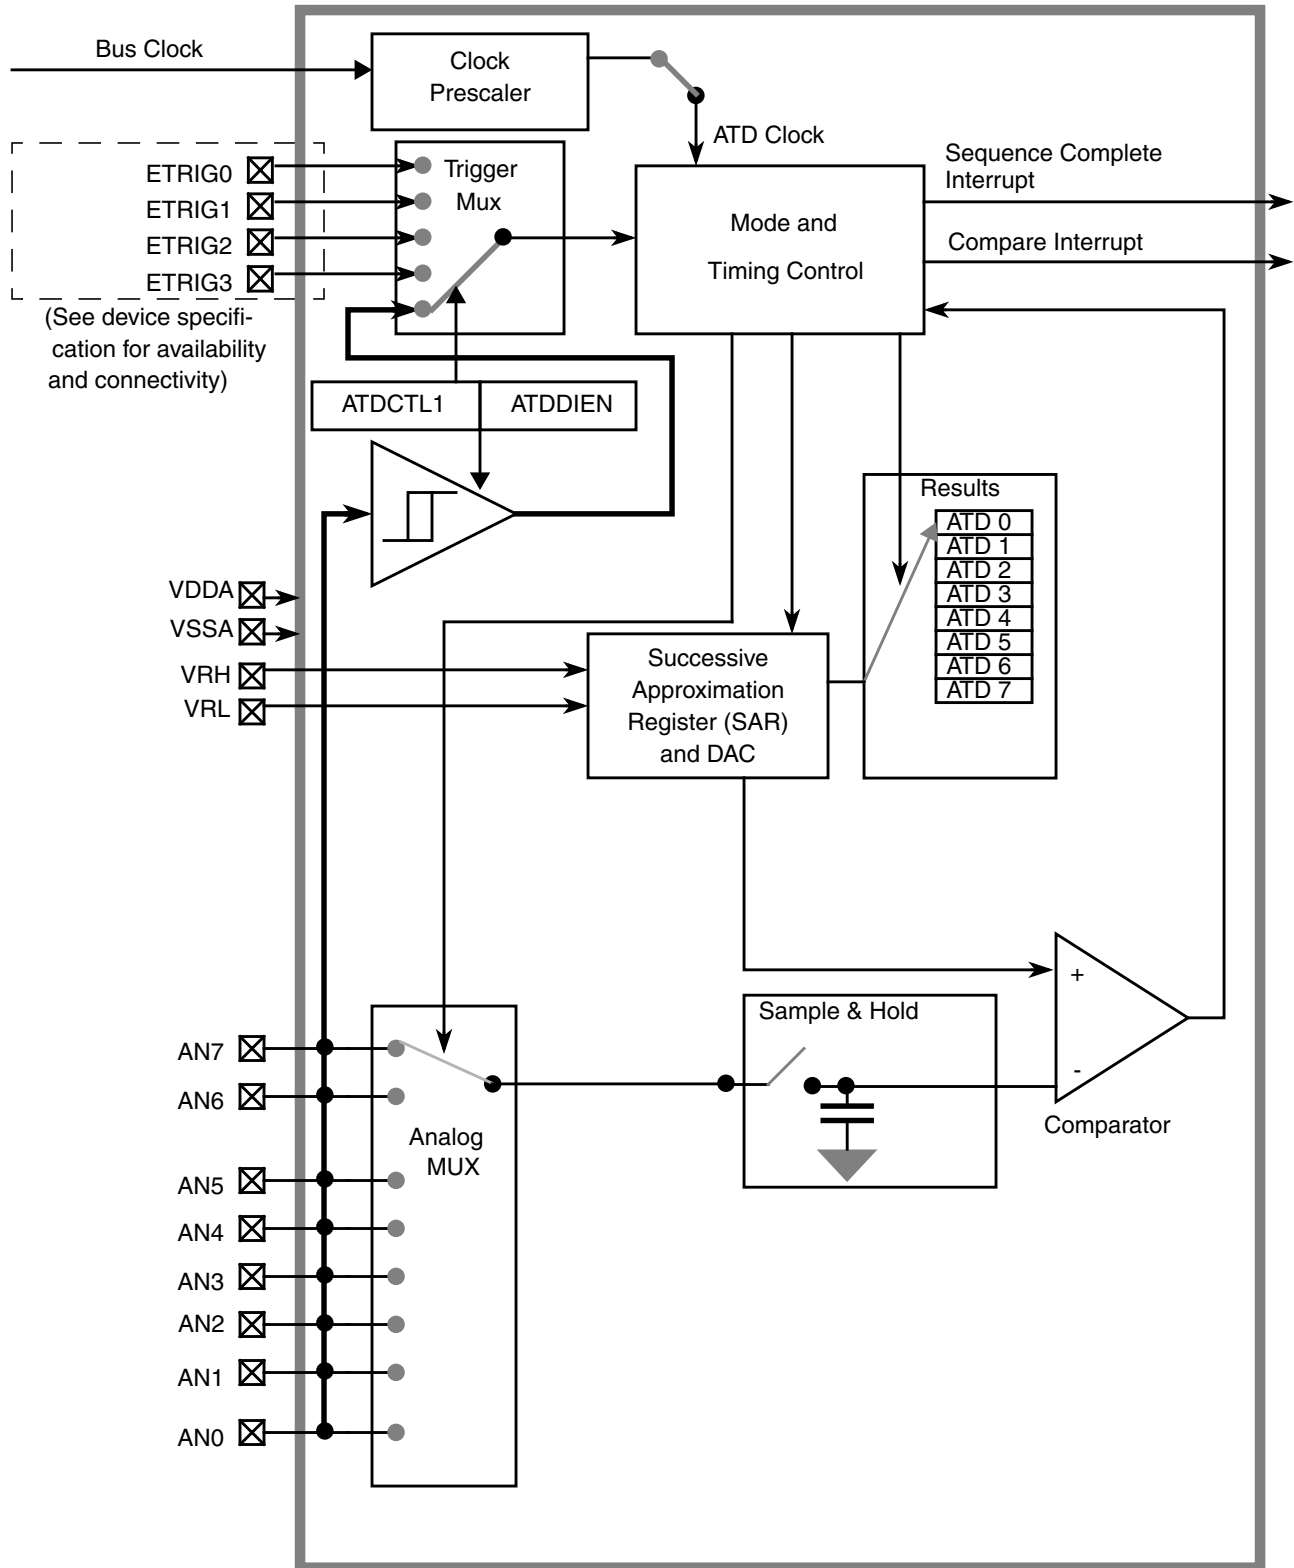 Bus Clock
Clock
Prescaler
ATD Clock
ETRIG0
ETRIG1
ETRIG2
ETRIG3
(See device specifi-
cation for availability
and connectivity)
Trigger
Mux
Mode and
Timing Control
Sequence Complete
Interrupt
Compare Interrupt
ATDCTL1
ATDDIEN
Results
ATD 0
ATD 1
ATD 2
ATD 3
ATD 4
ATD 5
ATD 6
ATD 7
VDDA
VSSA
VRH
VRL
Successive
Approximation
Register (SAR)
and DAC
+
-
Comparator
Sample & Hold
AN7
AN6
AN5
AN4
AN3
AN2
AN1
AN0
Analog
MUX